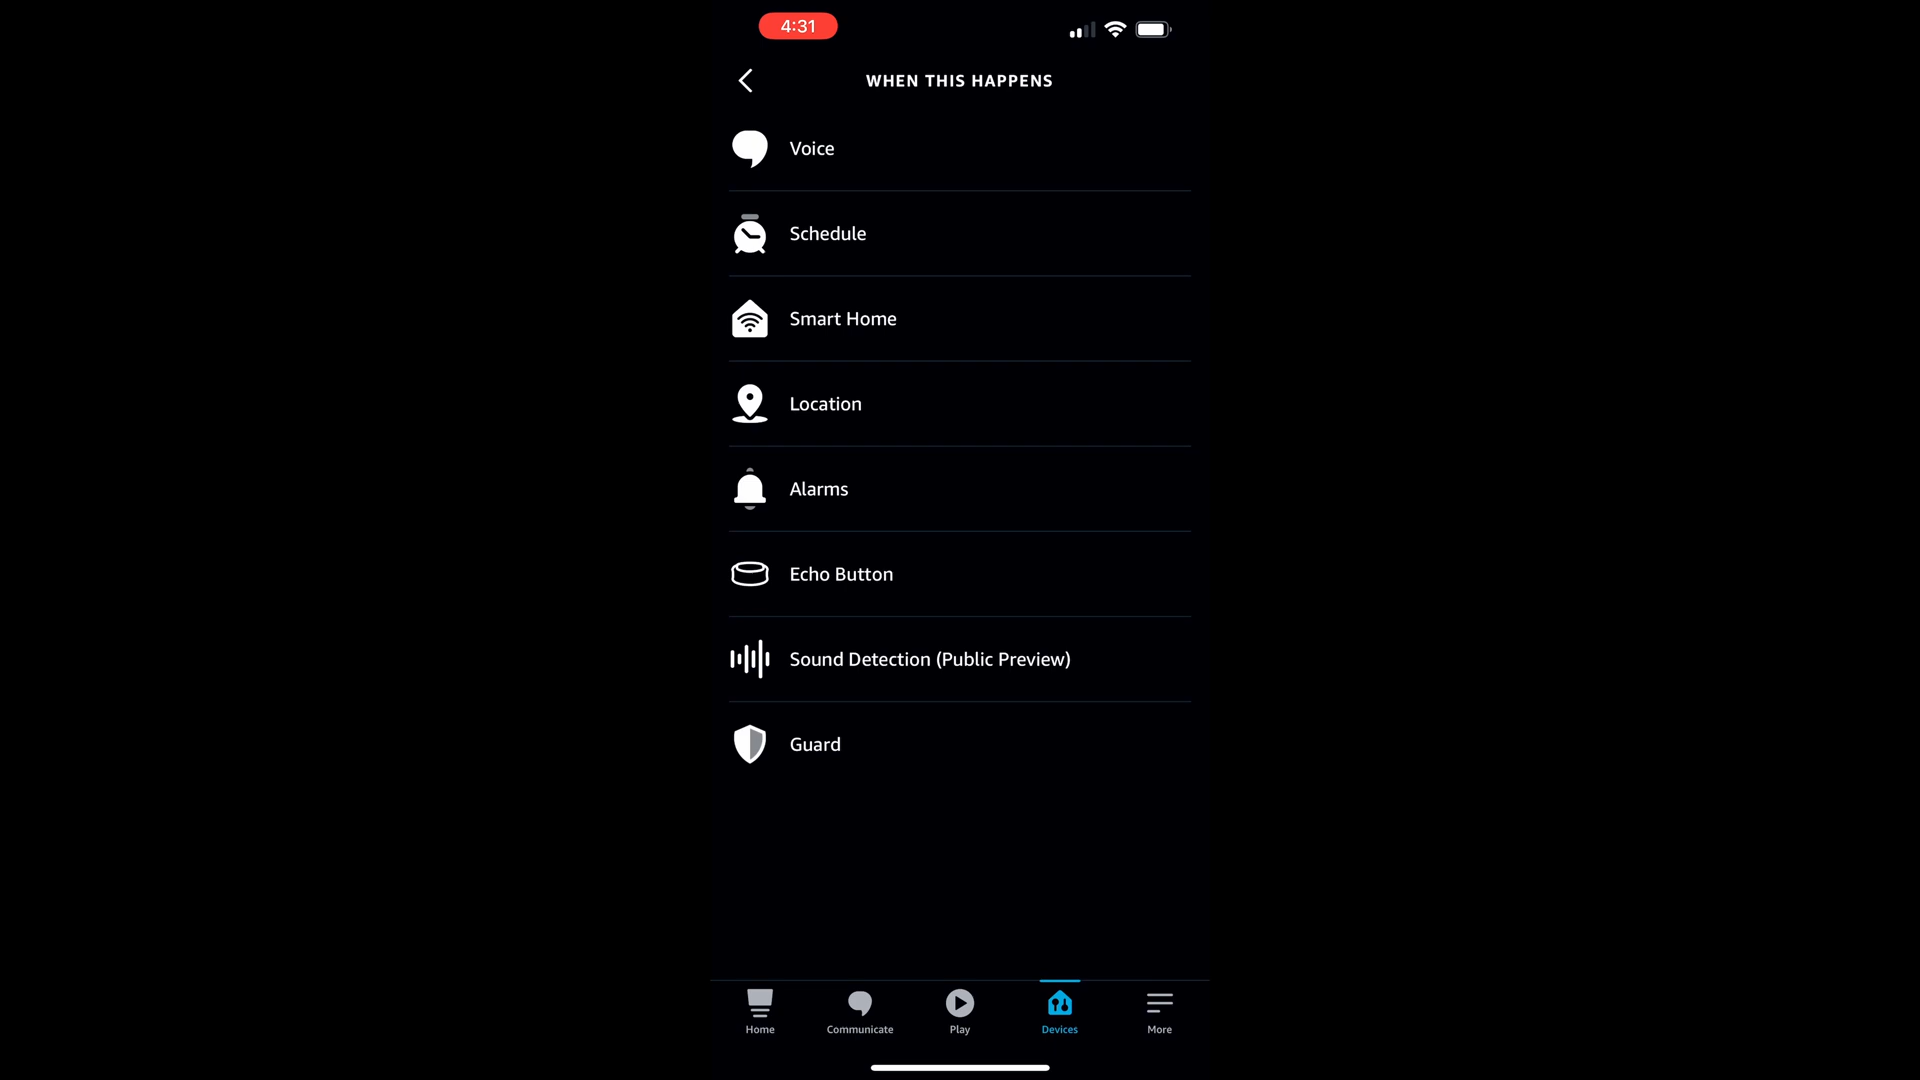 4:31
WHEN THIS HAPPENS
Voice
Schedule
Smart Home
Location
Alarms
Echo Button
Sound Detection (Public Preview)
Guard
Home
Communicate
Play
Devices
More